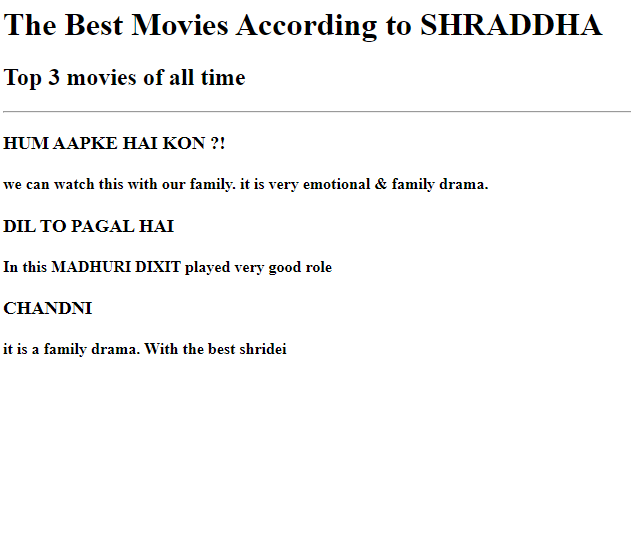 The Best Movies According to SHRADDHA
Top 3 movies of all time
HUM AAPKE HAI KON ?!
we can watch this with our family. it is very emotional & family drama.
DIL TO PAGAL HAI
In this MADHURI DIXIT played very good role
CHANDNI
it is a family drama. With the best shridei